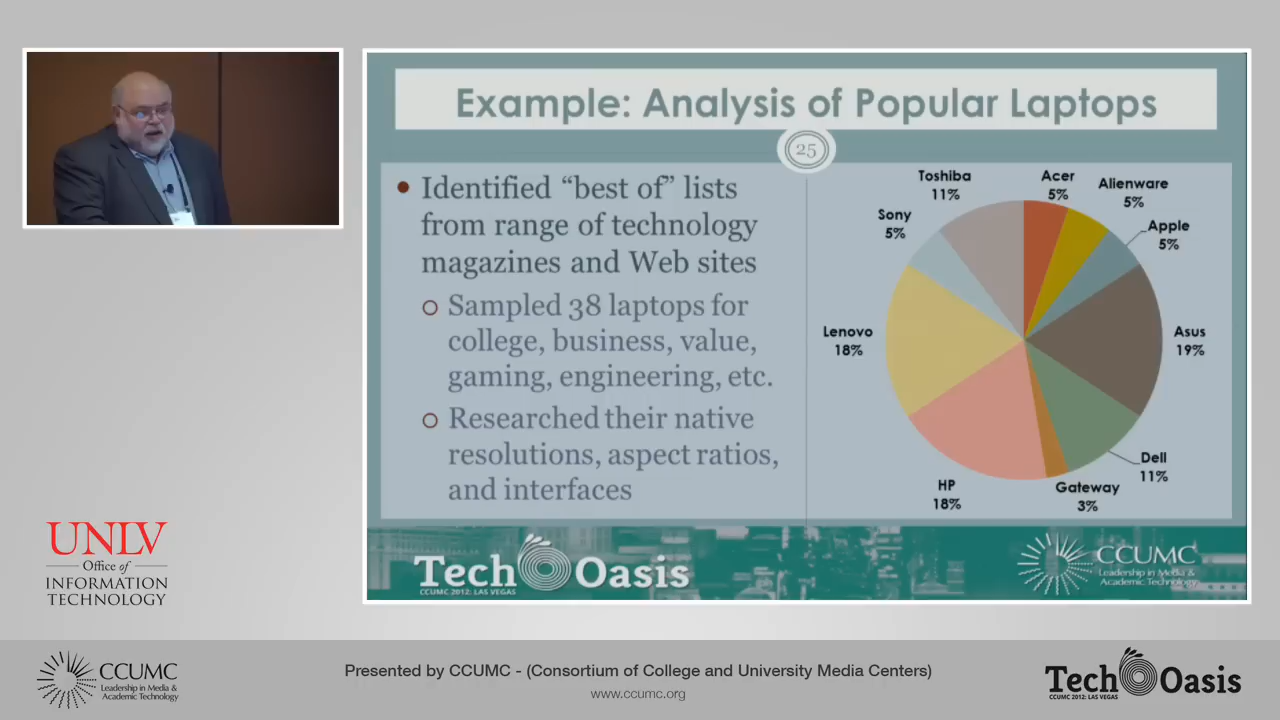 Example: Analysis of Popular Laptops
25
• Identified “best of” lists
from range of technology
magazines and Web sites
Sampled 38 laptops for
college, business, value,
gaming, engineering, etc.
Researched their native
resolutions, aspect ratios,
and interfaces
Toshiba
11%
Acer
5%
Alienware
5%
Sony
5%
Apple
5%
Lenovo
18%
Asus
19%
Dell
11%
HP
18%
Gateway
3%
Tech Oasis
CCUMC 2012: LAS VEGAS
CCUMC
Leadership in Media &
Academic Technology
UNLV
Office of
INFORMATION
TECHNOLOGY
CCUMC
Leadership in Media &
Academic Technology
Presented by CCUMC - (Consortium of College and University Media Centers)
www.ccumc.org
Tech Oasis
CCUMC 2012: LAS VEGAS